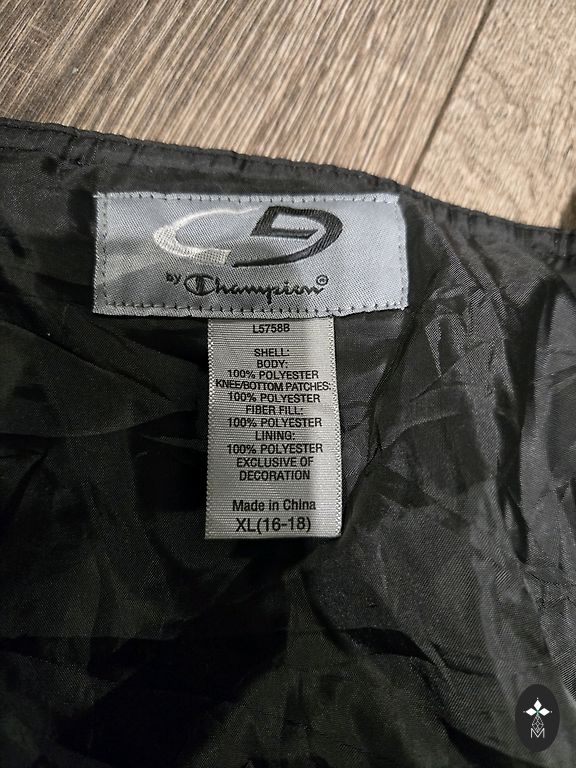 C9
by Champion®
L5758B
SHELL:
BODY:
100% POLYESTER
KNEE/BOTTOM PATCHES:
100% POLYESTER
FIBER FILL:
100% POLYESTER
LINING:
100% POLYESTER
EXCLUSIVE OF
DECORATION
Made in China
XL(16-18)
M